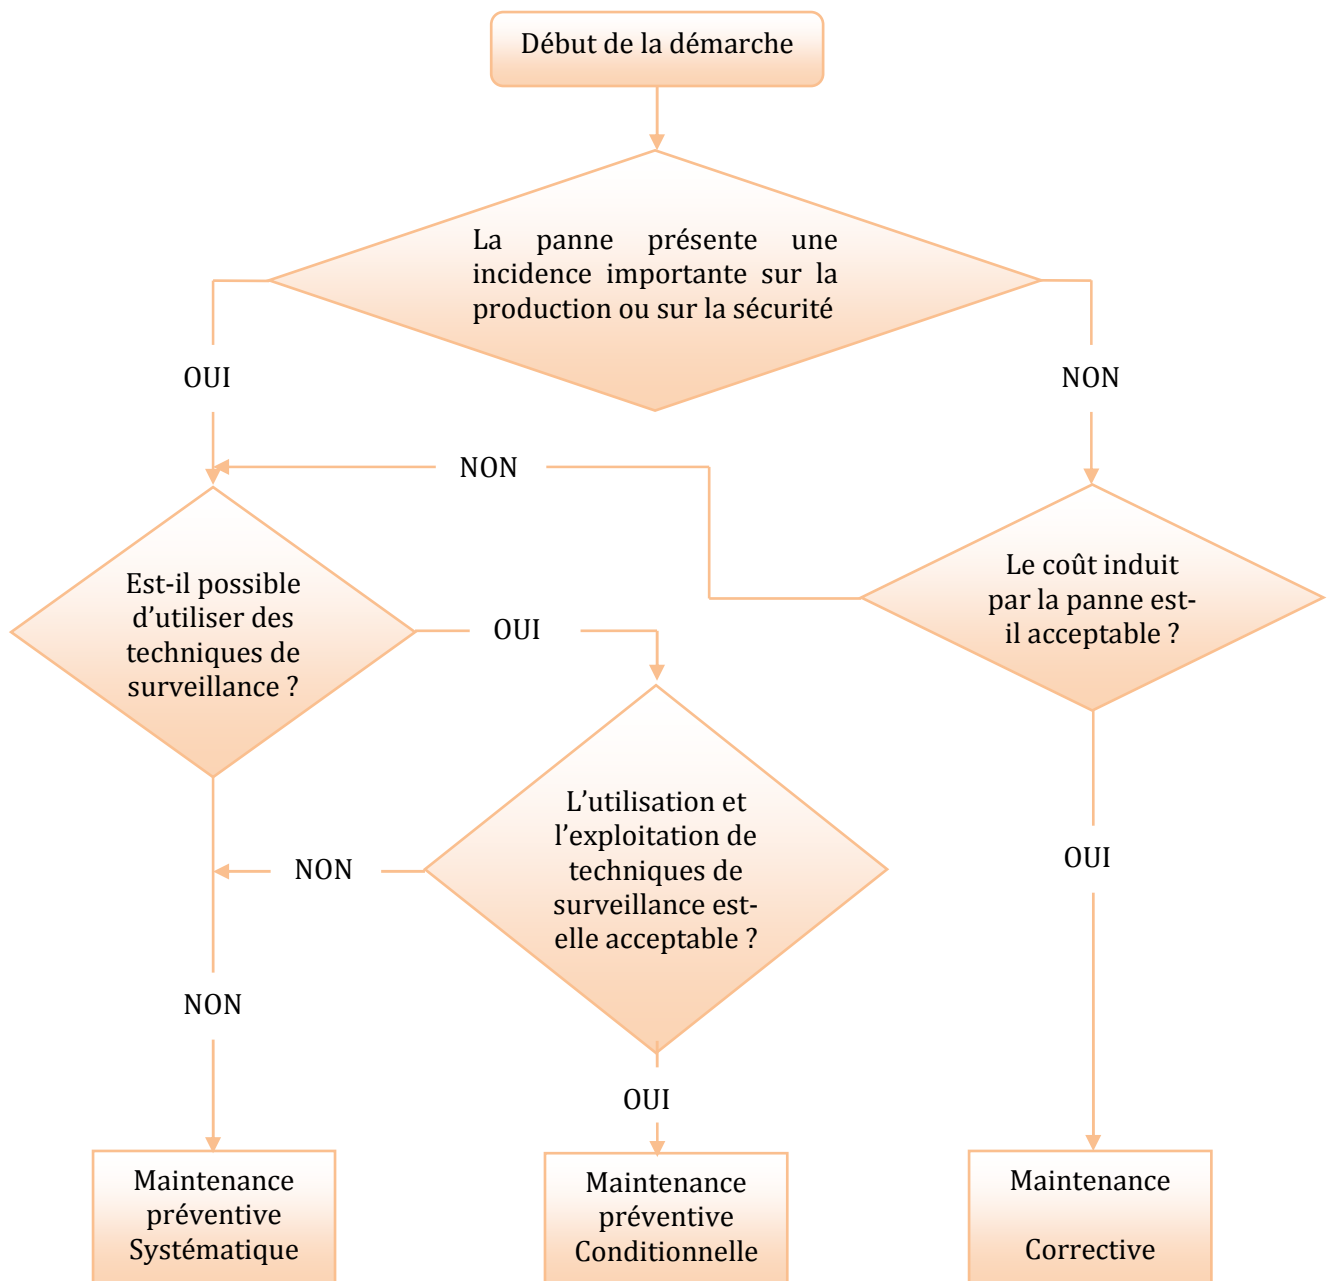 Début de la démarche
La panne présente une
incidence importante sur la
production ou sur la sécurité
OUI
NON
NON
Est-il possible
d’utiliser des
techniques de
surveillance ?
OUI
Le coût induit
par la panne est-
il acceptable ?
L’utilisation et
l’exploitation de
techniques de
surveillance est-
elle acceptable ?
NON
OUI
NON
OUI
Maintenance
préventive
Systématique
Maintenance
préventive
Conditionnelle
Maintenance
Corrective